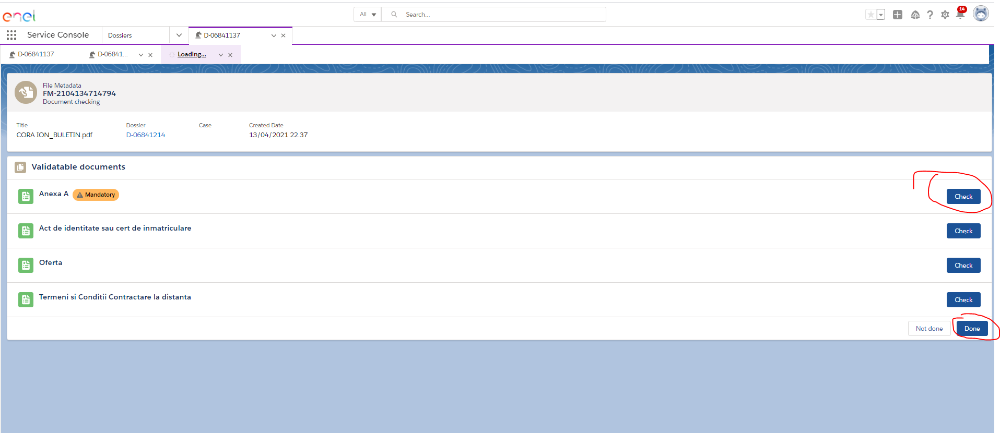 enel
All
Search...
14
Service Console
Dossiers
D-06841137
D-06841137
D-06841...
Loading...
File Metadata
FM-2104134714794
Document checking
Title
Dossier
Case
Created Date
CORA ION_BULETIN.pdf
D-06841214
13/04/2021 22.37
Validatable documents
Anexa A
Mandatory
Check
Act de identitate sau cert de inmatriculare
Check
Oferta
Check
Termeni si Conditii Contractare la distanta
Check
Not done
Done